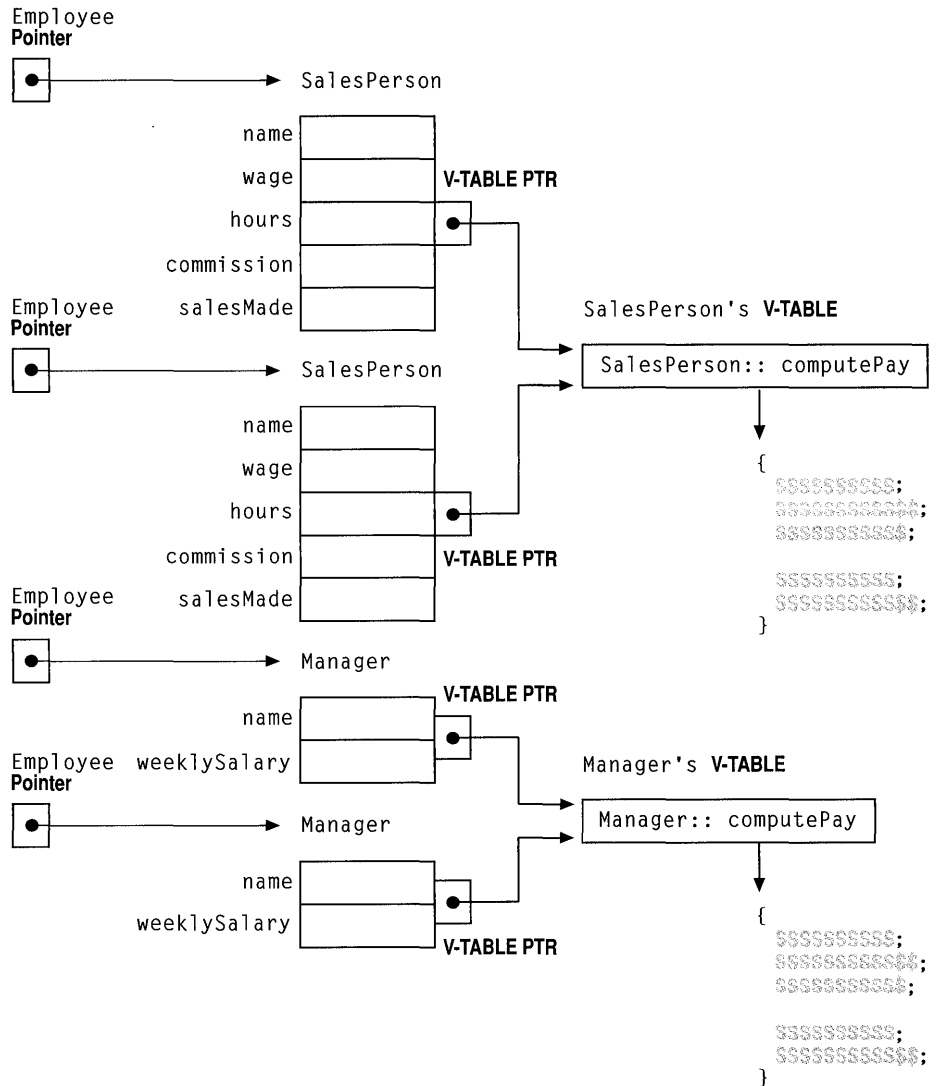 Employee
Pointer
SalesPerson
name
wage
V-TABLE PTR
hours
commission
salesMade
Employee
Pointer
SalesPerson's V-TABLE
SalesPerson
SalesPerson:: computePay
name
wage
hours
V-TABLE PTR
commission
salesMade
{
;
;
;
;
;
}
Employee
Pointer
Manager
V-TABLE PTR
name
weeklySalary
Employee
Pointer
Manager's V-TABLE
Manager
Manager:: computePay
name
weeklySalary
V-TABLE PTR
{
;
;
;
;
;
}